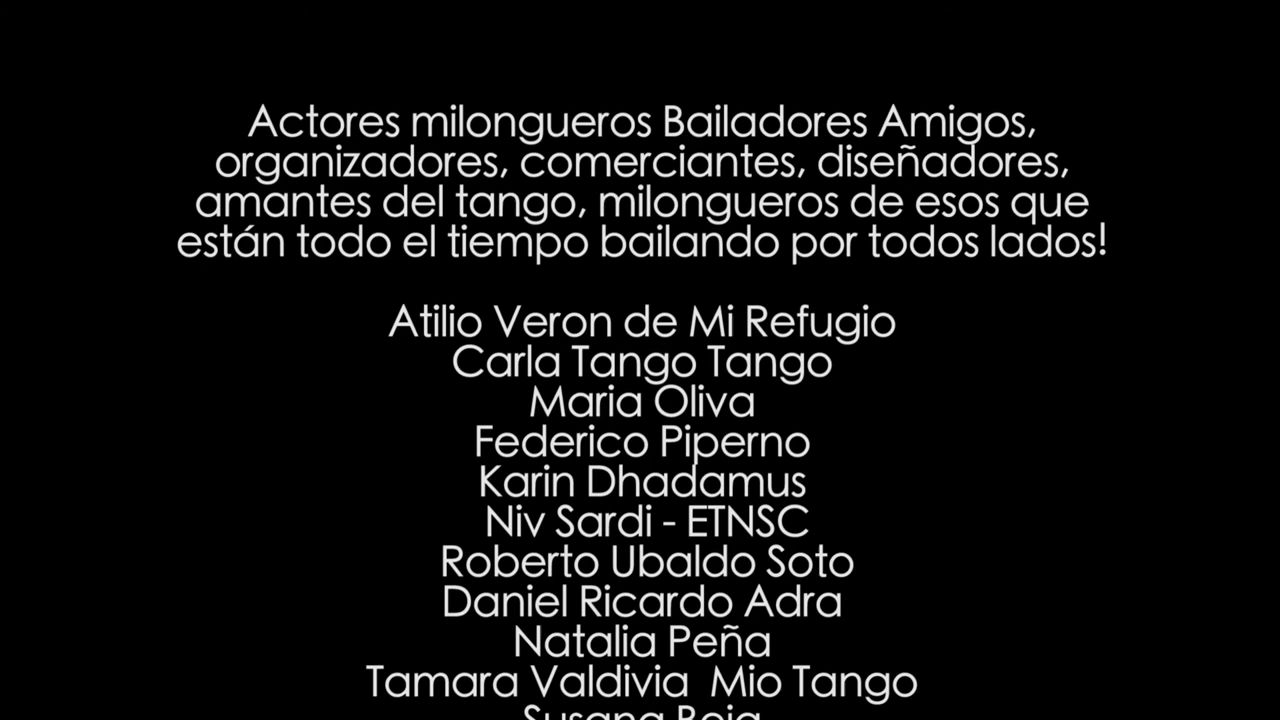 Actores milongueros Bailadores Amigos,
organizadores, comerciantes, diseñadores,
amantes del tango, milongueros de esos que
están todo el tiempo bailando por todos lados!
Atilio Veron de Mi Refugio
Carla Tango Tango
Maria Oliva
Federico Piperno
Karin Dhadamus
Niv Sardi - ETNSC
Roberto Ubaldo Soto
Daniel Ricardo Adra
Natalia Peña
Tamara Valdivia  Mio Tango
Susana